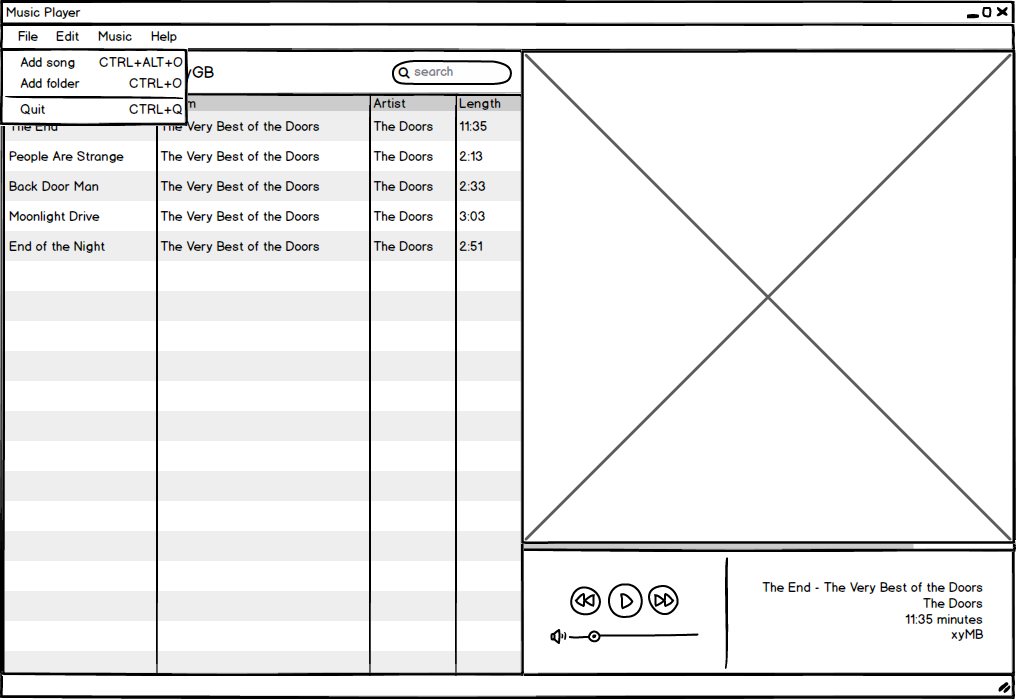 Music Player
File Edit Music Help
Add song CTRL+ALT+O
Add folder CTRL+O
Quit CTRL+Q
yGB
search
m Artist Length
The End The Very Best of the Doors The Doors 11:35
People Are Strange The Very Best of the Doors The Doors 2:13
Back Door Man The Very Best of the Doors The Doors 2:33
Moonlight Drive The Very Best of the Doors The Doors 3:03
End of the Night The Very Best of the Doors The Doors 2:51
The End - The Very Best of the Doors
The Doors
11:35 minutes
xyMB